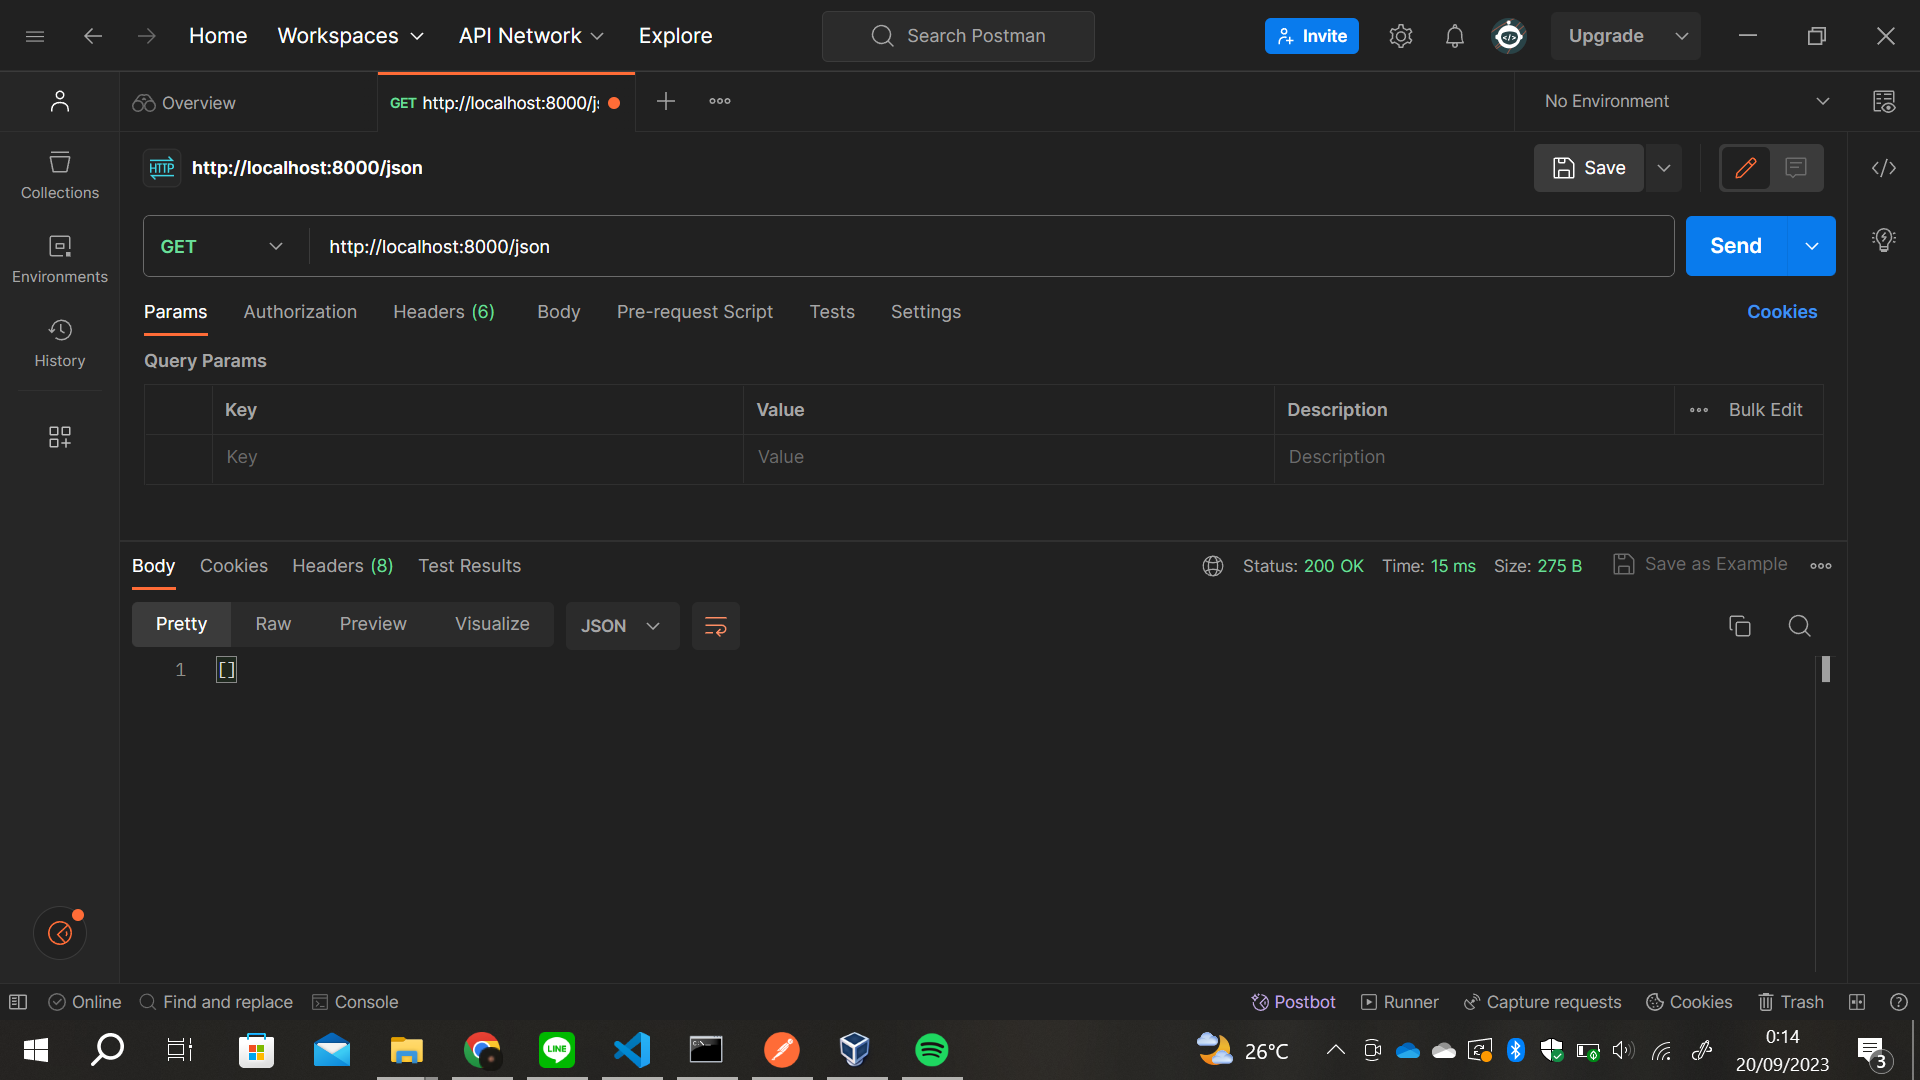 Home
Workspaces
API Network
Explore
Search Postman
Invite
Upgrade
Overview
GET http://localhost:8000/j
No Environment
HTTP
http://localhost:8000/json
Save
Collections
Environments
History
GET
http://localhost:8000/json
Send
Params
Authorization
Headers (6)
Body
Pre-request Script
Tests
Settings
Cookies
Query Params
Key
Value
Description
Bulk Edit
Key
Value
Description
Body
Cookies
Headers (8)
Test Results
Status: 200 OK
Time: 15 ms
Size: 275 B
Save as Example
Pretty
Raw
Preview
Visualize
JSON
1 []
Online
Find and replace
Console
Postbot
Runner
Capture requests
Cookies
Trash
LINE
26°C
0:14
20/09/2023
3